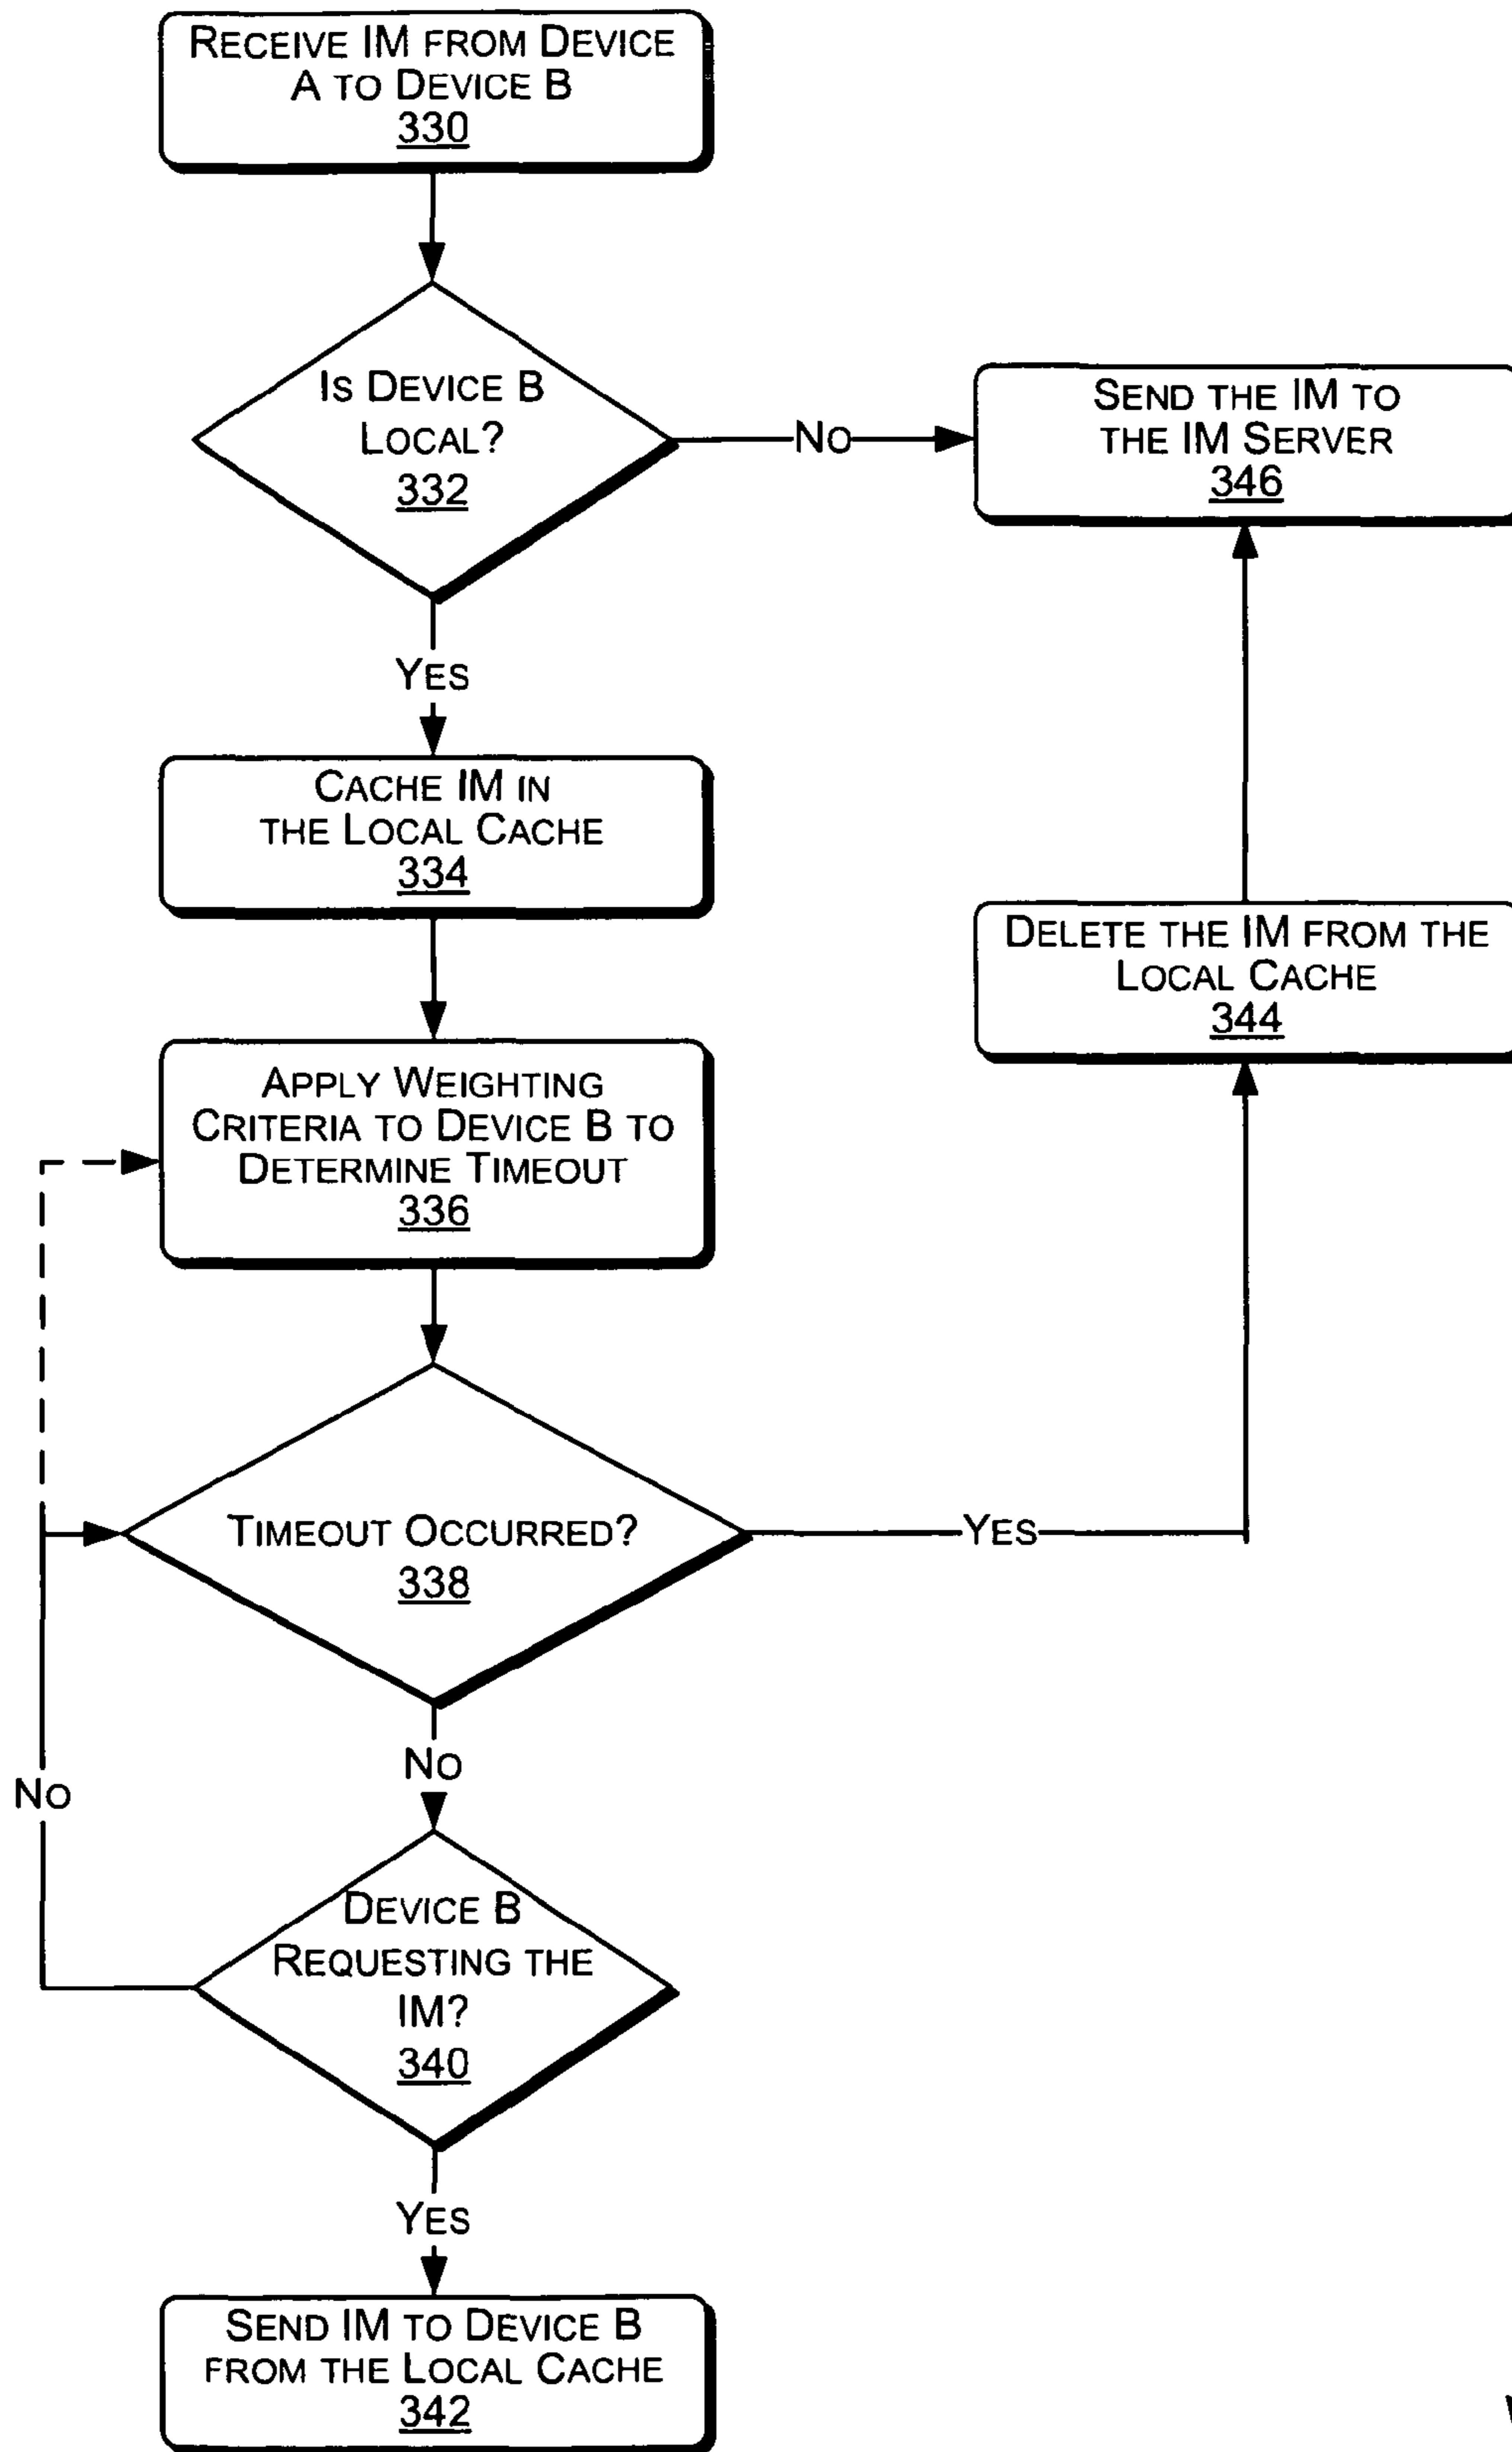 RECEIVE IM FROM DEVICE
A TO DEVICE B
330
IS DEVICE B
LOCAL?
332
NO
SEND THE IM TO
THE IM SERVER
346
YES
CACHE IM IN
THE LOCAL CACHE
334
DELETE THE IM FROM THE
LOCAL CACHE
344
APPLY WEIGHTING
CRITERIA TO DEVICE B TO
DETERMINE TIMEOUT
336
TIMEOUT OCCURRED?
338
YES
NO
NO
DEVICE B
REQUESTING THE
IM?
340
YES
SEND IM TO DEVICE B
FROM THE LOCAL CACHE
342